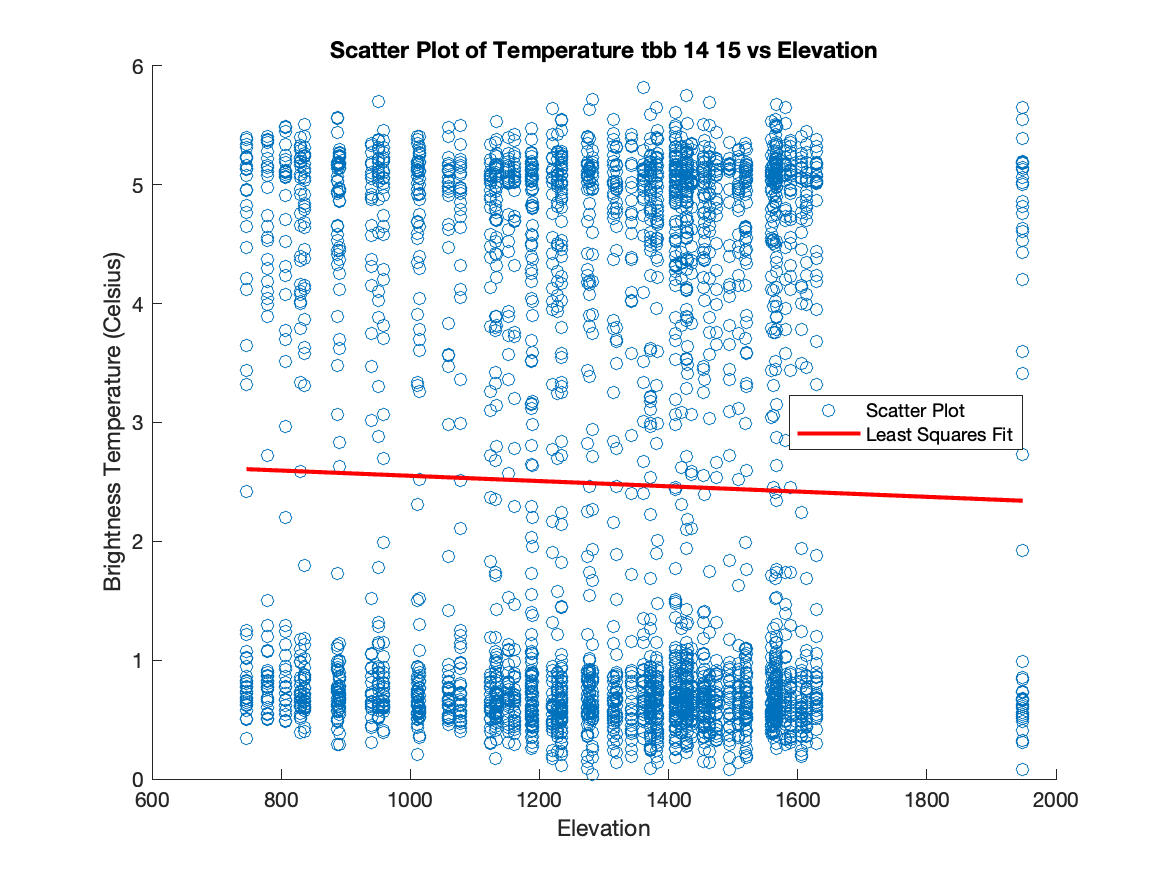 Scatter Plot of Temperature tbb 14 15 vs Elevation
6
5
4
3
2
1
0
Brightness Temperature (Celsius)
Scatter Plot
Least Squares Fit
600 800 1000 1200 1400 1600 1800 2000
Elevation